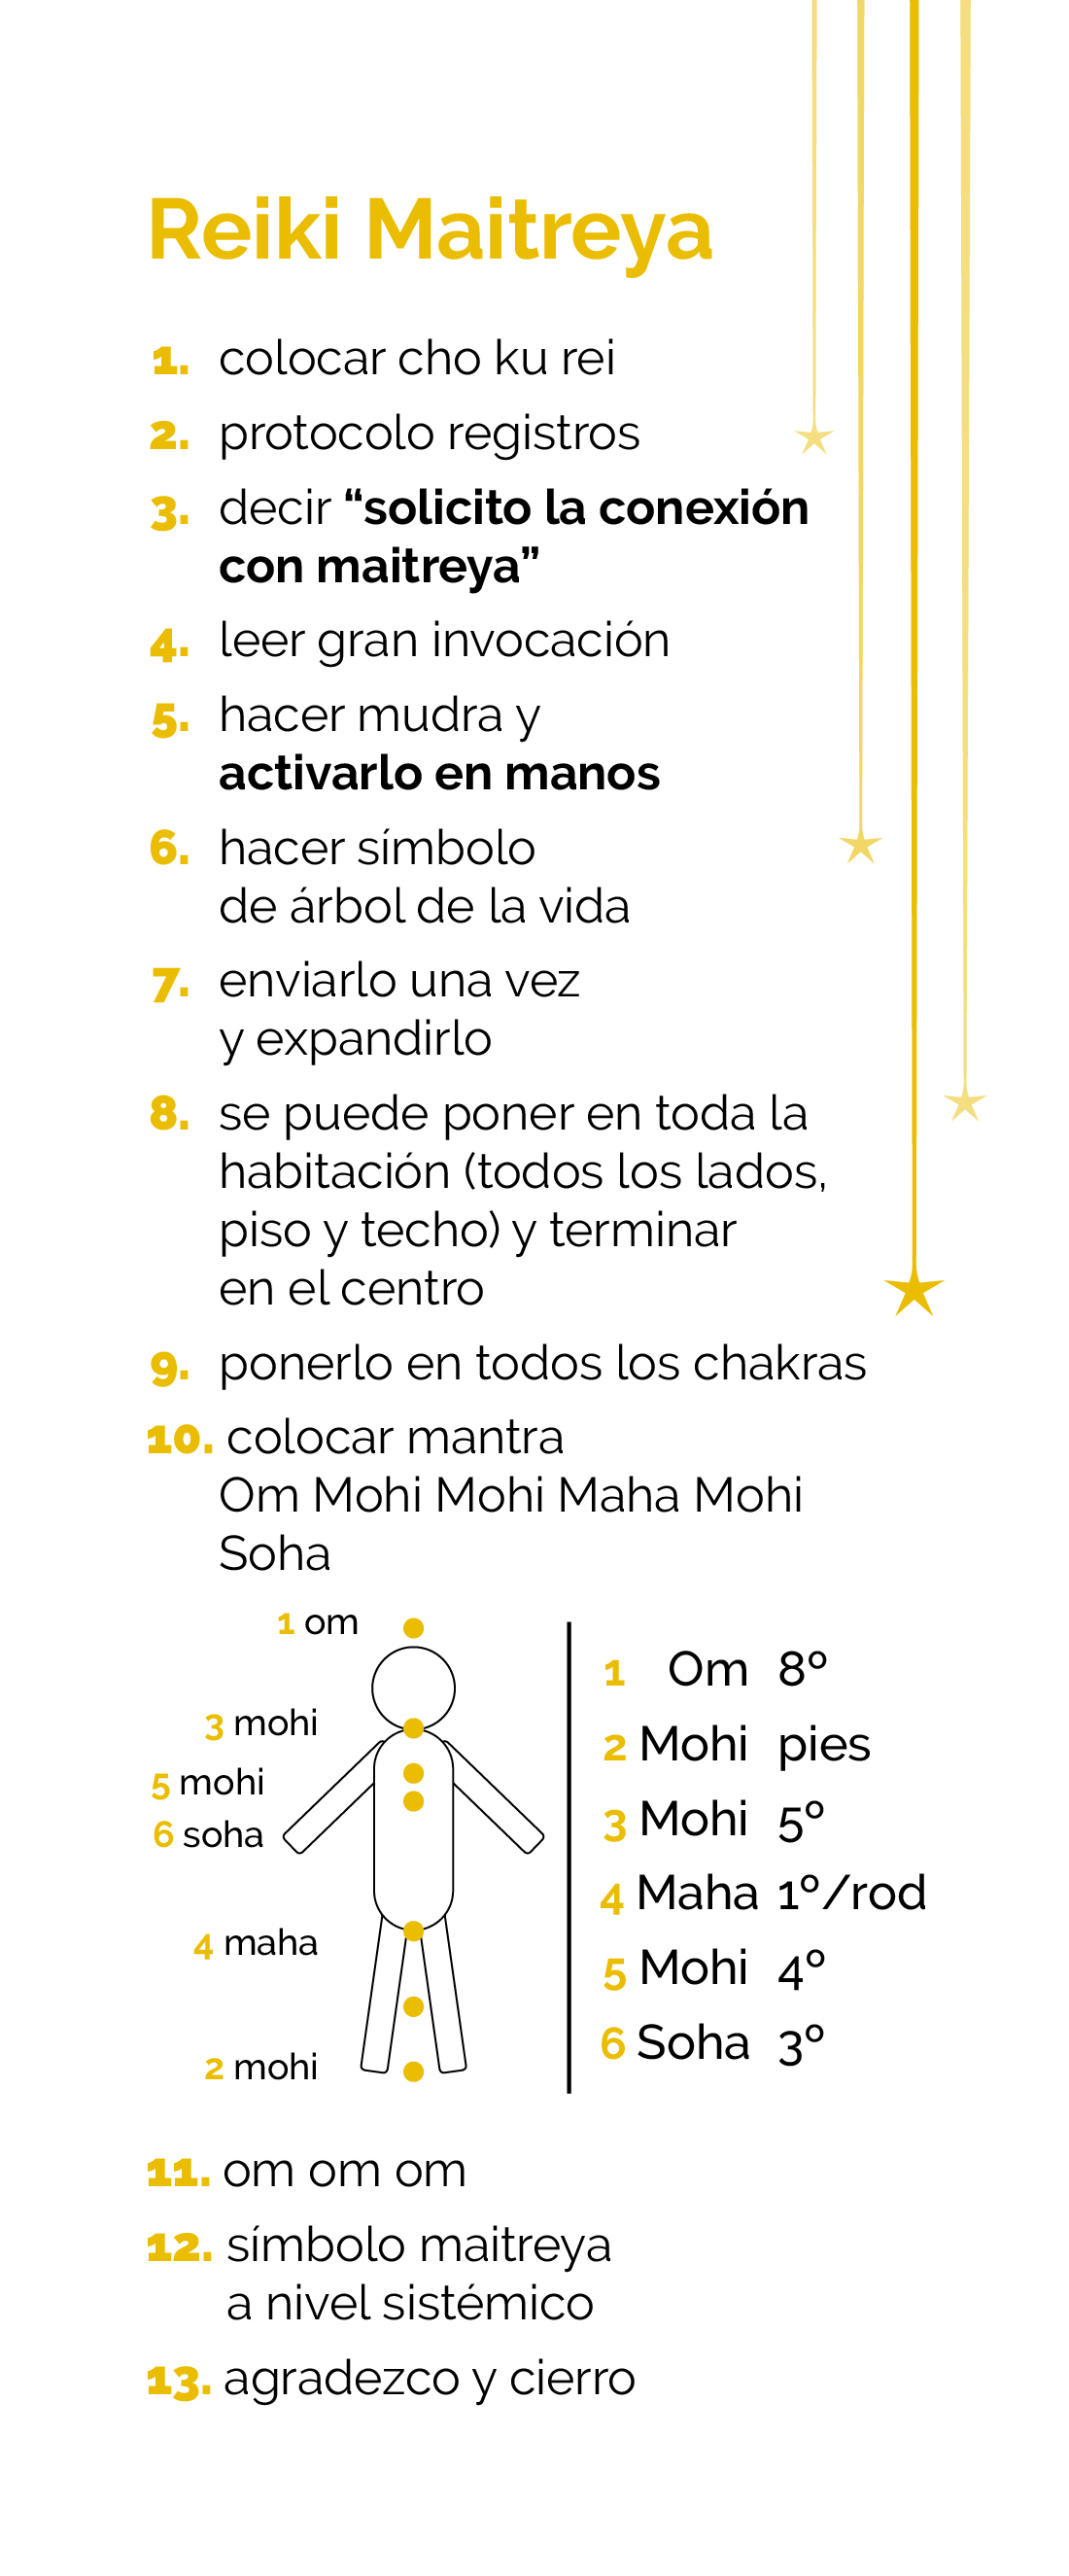 Reiki Maitreya
1. colocar cho ku rei
2. protocolo registros
3. decir “solicito la conexión
con maitreya”
4. leer gran invocación
5. hacer mudra y
activarlo en manos
6. hacer símbolo
de árbol de la vida
7. enviarlo una vez
y expandirlo
8. se puede poner en toda la
habitación (todos los lados,
piso y techo) y terminar
en el centro
9. ponerlo en todos los chakras
10. colocar mantra
Om Mohi Mohi Maha Mohi
Soha
1 om
3 mohi
5 mohi
6 soha
4 maha
2 mohi
1 Om 8º
2 Mohi pies
3 Mohi 5º
4 Maha 1º/rod
5 Mohi 4º
6 Soha 3º
11. om om om
12. símbolo maitreya
a nivel sistémico
13. agradezco y cierro